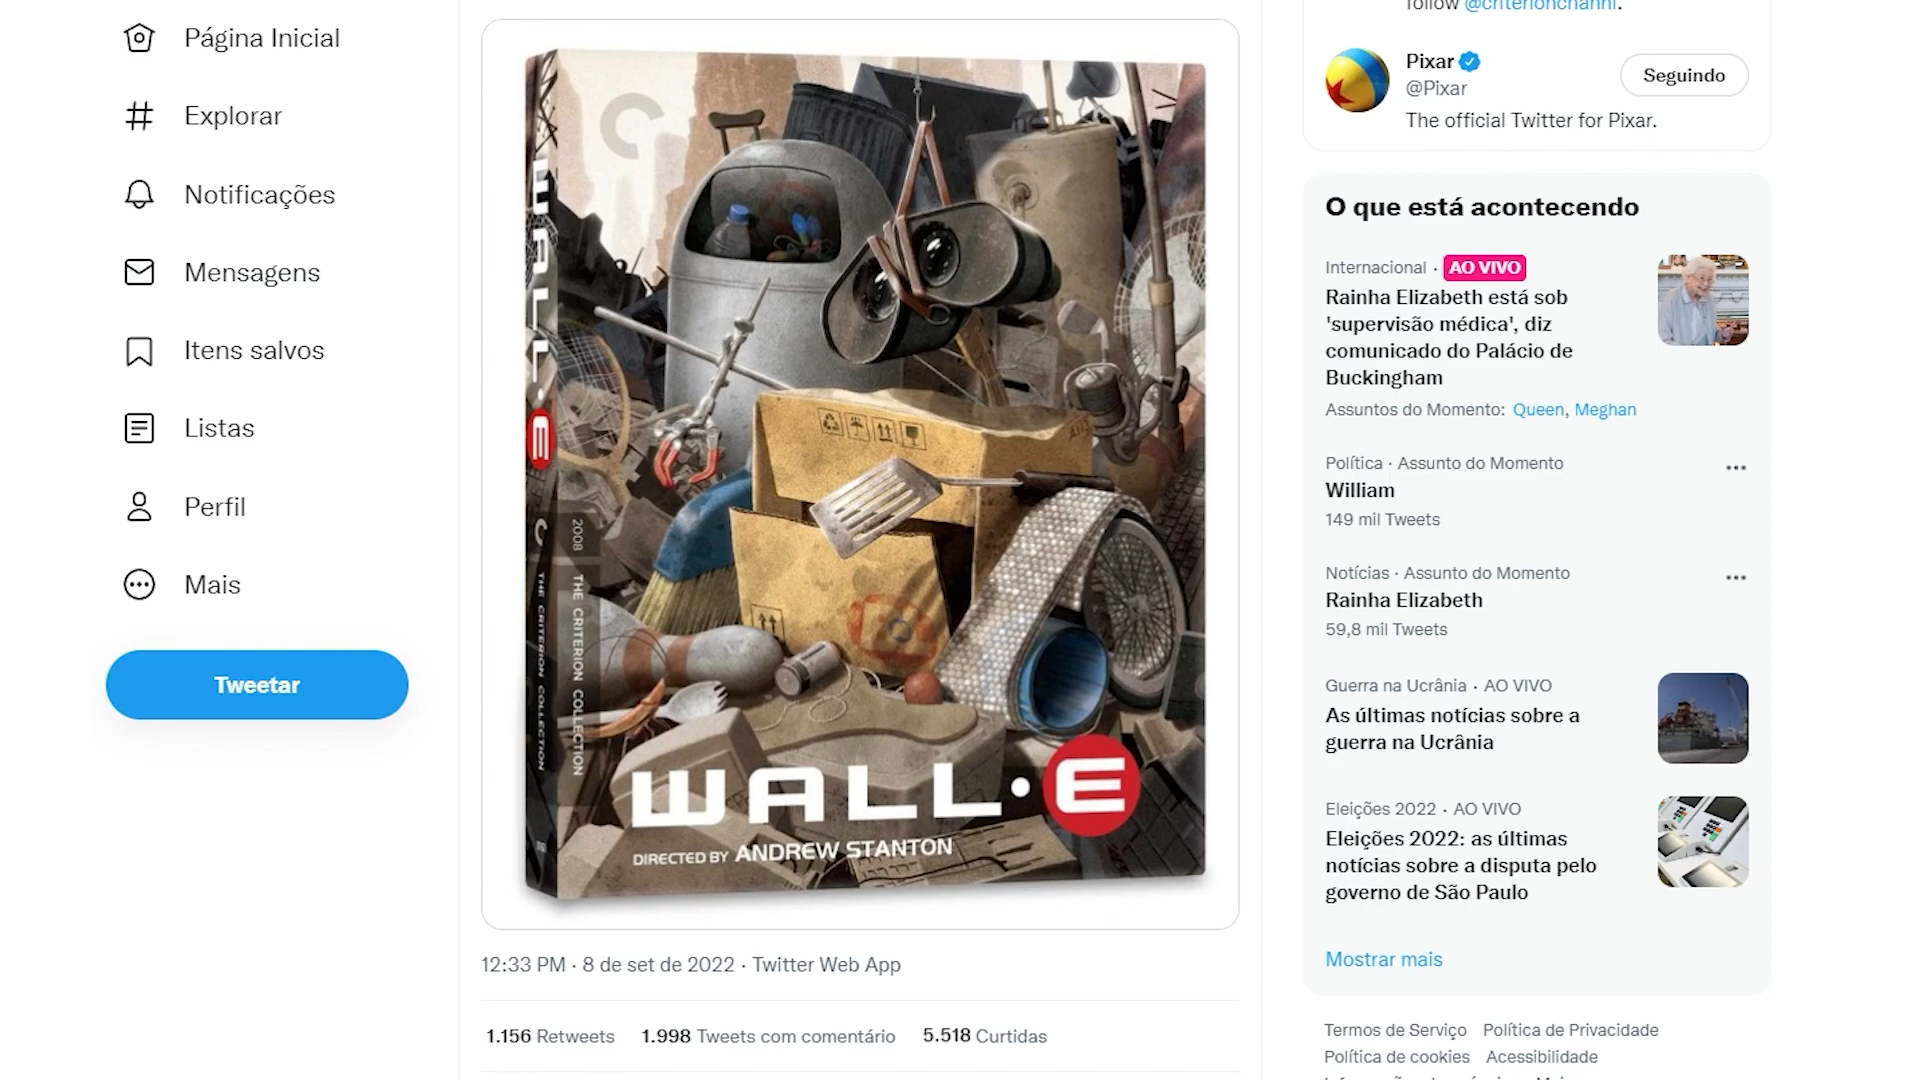 Página Inicial
Explorar
Notificações
Mensagens
Itens salvos
Listas
Perfil
Mais
Tweetar
WALL•E
2008 THE CRITERION COLLECTION
THE CRITERION COLLECTION
A113
WALL•E
DIRECTED BY ANDREW STANTON
12:33 PM · 8 de set de 2022 · Twitter Web App
1.156 Retweets 1.998 Tweets com comentário 5.518 Curtidas
follow @criterionchannl.
Pixar
@Pixar
Seguindo
The official Twitter for Pixar.
O que está acontecendo
Internacional · AO VIVO
Rainha Elizabeth está sob
'supervisão médica', diz
comunicado do Palácio de
Buckingham
Assuntos do Momento: Queen, Meghan
Política · Assunto do Momento
William
149 mil Tweets
Notícias · Assunto do Momento
Rainha Elizabeth
59,8 mil Tweets
Guerra na Ucrânia · AO VIVO
As últimas notícias sobre a
guerra na Ucrânia
Eleições 2022 · AO VIVO
Eleições 2022: as últimas
notícias sobre a disputa pelo
governo de São Paulo
Mostrar mais
Termos de Serviço Política de Privacidade
Política de cookies Acessibilidade